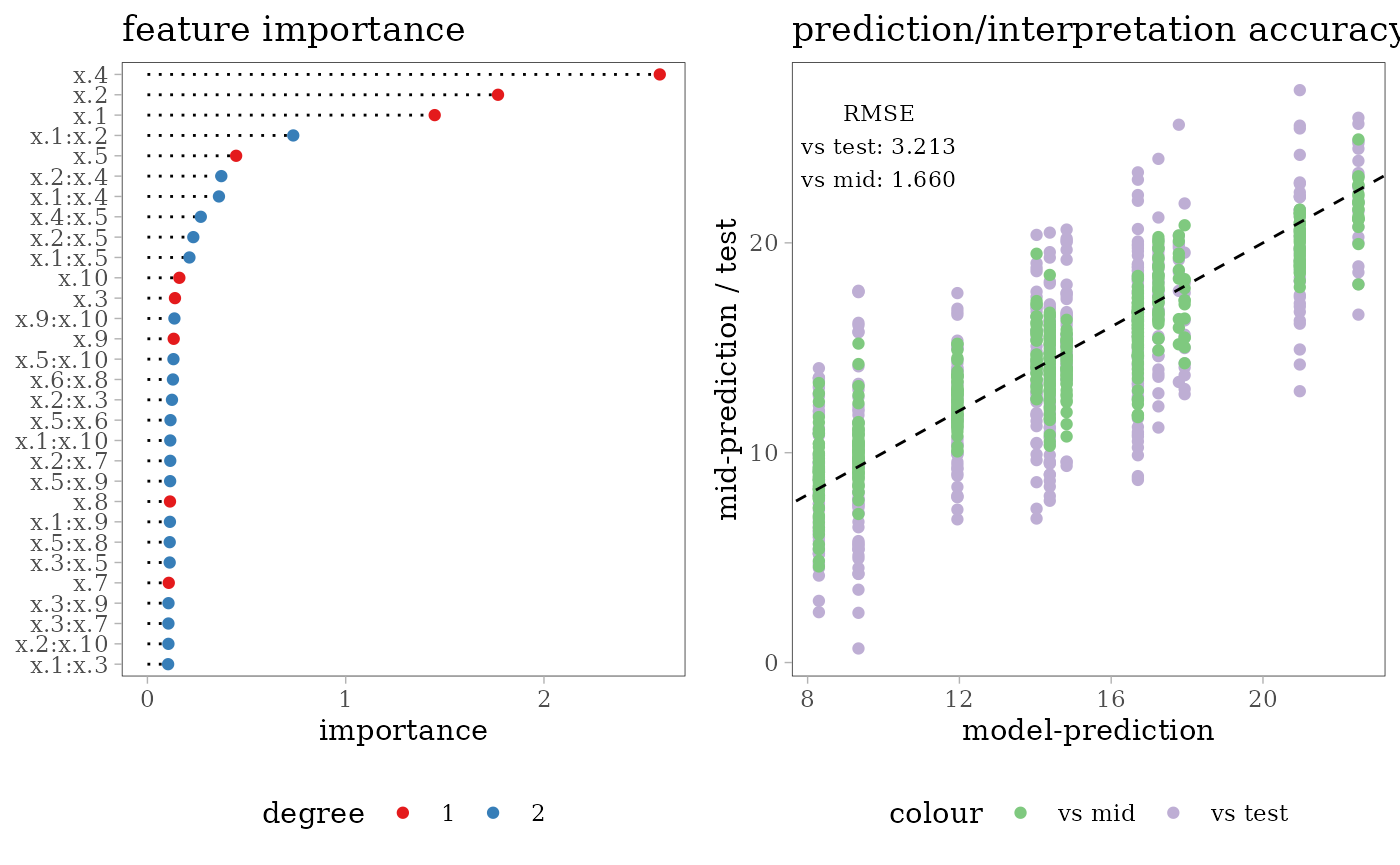 feature importance
x.4
x.2
x.1
x.1:x.2
x.5
x.2:x.4
x.1:x.4
x.4:x.5
x.2:x.5
x.1:x.5
x.10
x.3
x.9:x.10
x.9
x.5:x.10
x.6:x.8
x.2:x.3
x.5:x.6
x.1:x.10
x.2:x.7
x.5:x.9
x.8
x.1:x.9
x.5:x.8
x.3:x.5
x.7
x.3:x.9
x.3:x.7
x.2:x.10
x.1:x.3
0 1 2
importance
degree 1 2
prediction/interpretation accuracy
RMSE
vs test: 3.213
vs mid: 1.660
mid-prediction / test
20
10
0
8 12 16 20
model-prediction
colour vs mid vs test